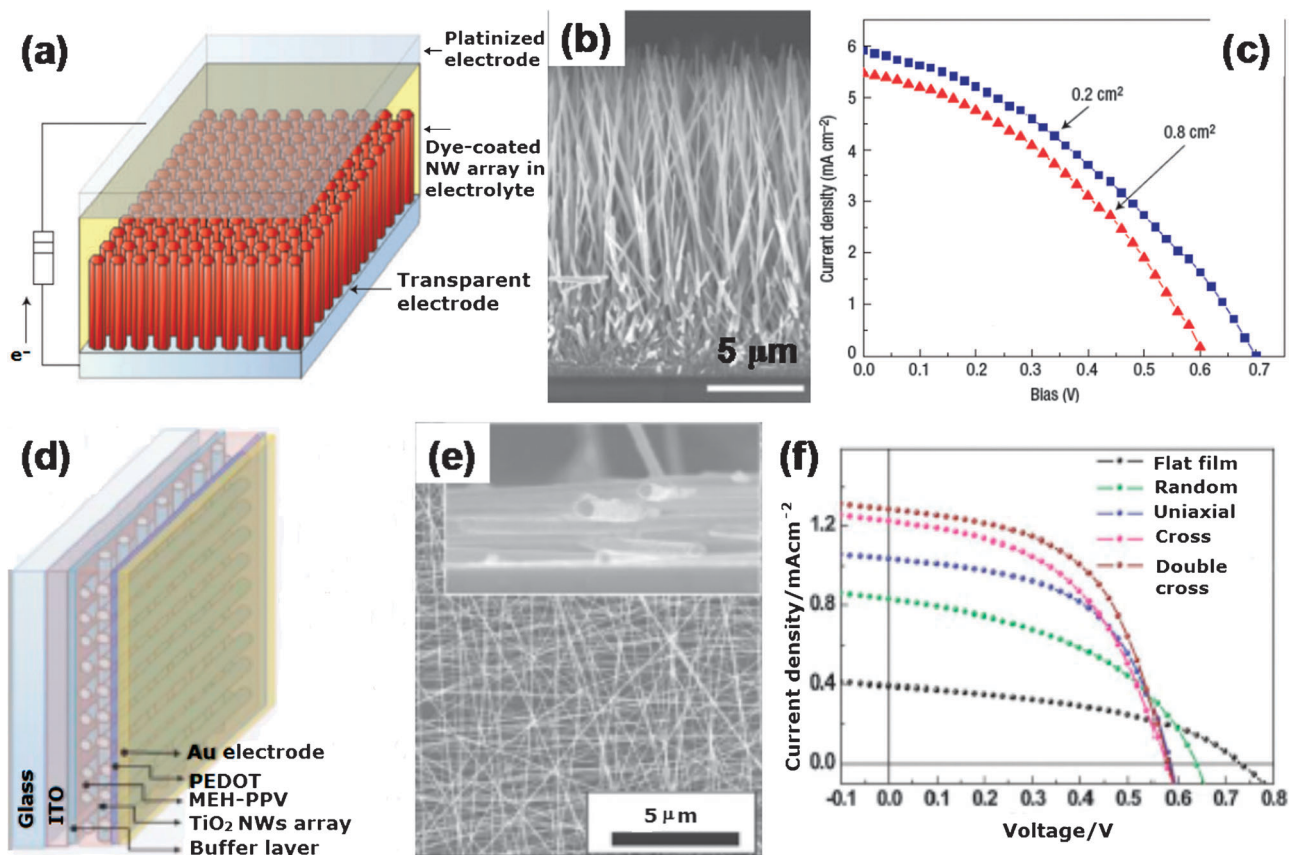 (a)
Platinized
electrode
Dye-coated
NW array in
electrolyte
Transparent
electrode
e⁻
(b)
5 μm
(c)
Current density (mA cm⁻²)
6
5
4
3
2
1
0
0.2 cm²
0.8 cm²
0.0 0.1 0.2 0.3 0.4 0.5 0.6 0.7
Bias (V)
(d)
Glass
ITO
Au electrode
PEDOT
MEH-PPV
TiO₂ NWs array
Buffer layer
(e)
5 μm
(f)
Current density/mAcm⁻²
1.2
0.8
0.4
0.0
Flat film
Random
Uniaxial
Cross
Double
cross
-0.1 0.0 0.1 0.2 0.3 0.4 0.5 0.6 0.7 0.8
Voltage/V